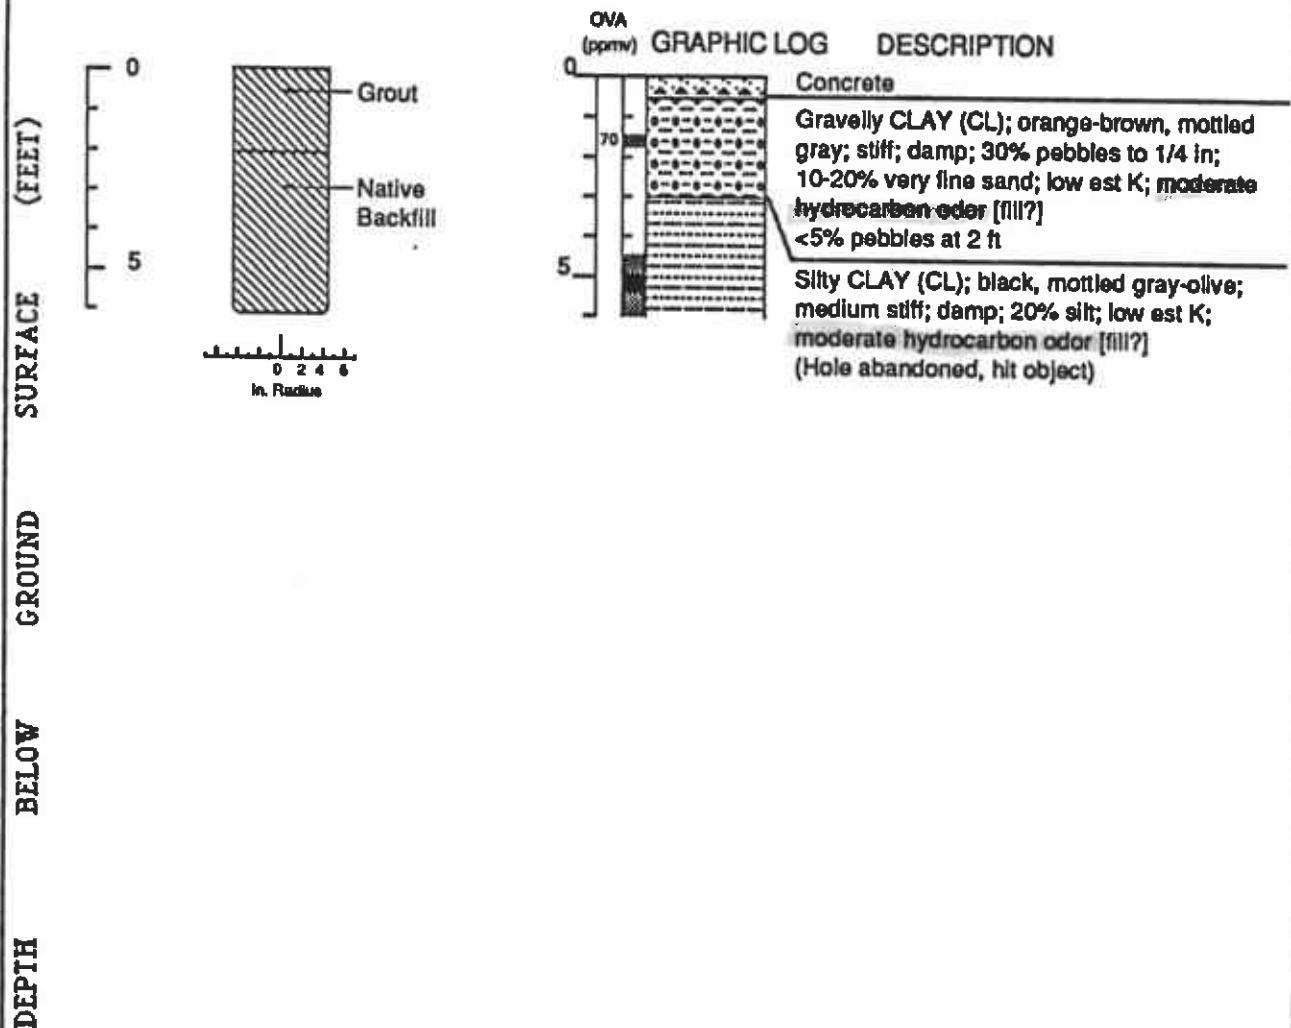 DEPTH BELOW GROUND SURFACE (FEET)
0
5
Grout
Native
Backfill
0 2 4 6
In. Radius
OVA
(ppmv) GRAPHIC LOG DESCRIPTION
0
70
5
Concrete
Gravelly CLAY (CL); orange-brown, mottled
gray; stiff; damp; 30% pebbles to 1/4 in;
10-20% very fine sand; low est K; moderate
hydrocarbon odor [fill?]
<5% pebbles at 2 ft
Silty CLAY (CL); black, mottled gray-olive;
medium stiff; damp; 20% silt; low est K;
moderate hydrocarbon odor [fill?]
(Hole abandoned, hit object)